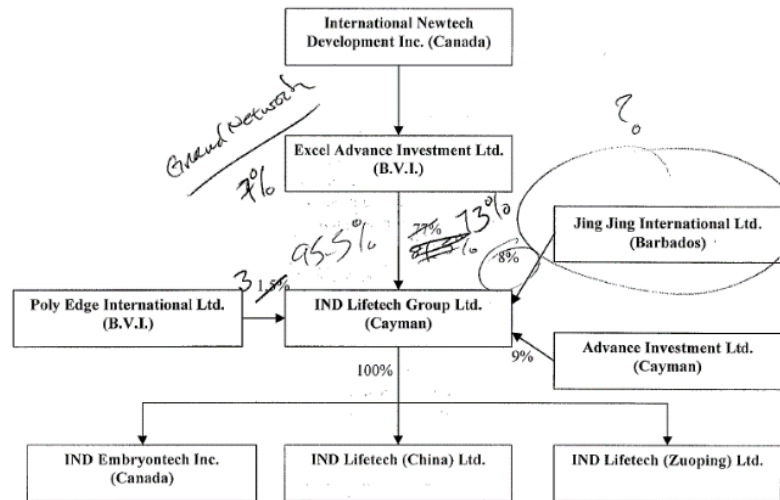 International Newtech
Development Inc. (Canada)
Grand Network
?
Excel Advance Investment Ltd.
(B.V.I.)
7%
77%
73%
95.5%
8%
Jing Jing International Ltd.
(Barbados)
3
1.5%
Poly Edge International Ltd.
(B.V.I.)
IND Lifetech Group Ltd.
(Cayman)
Advance Investment Ltd.
(Cayman)
9%
100%
IND Embryontech Inc.
(Canada)
IND Lifetech (China) Ltd.
IND Lifetech (Zuoping) Ltd.